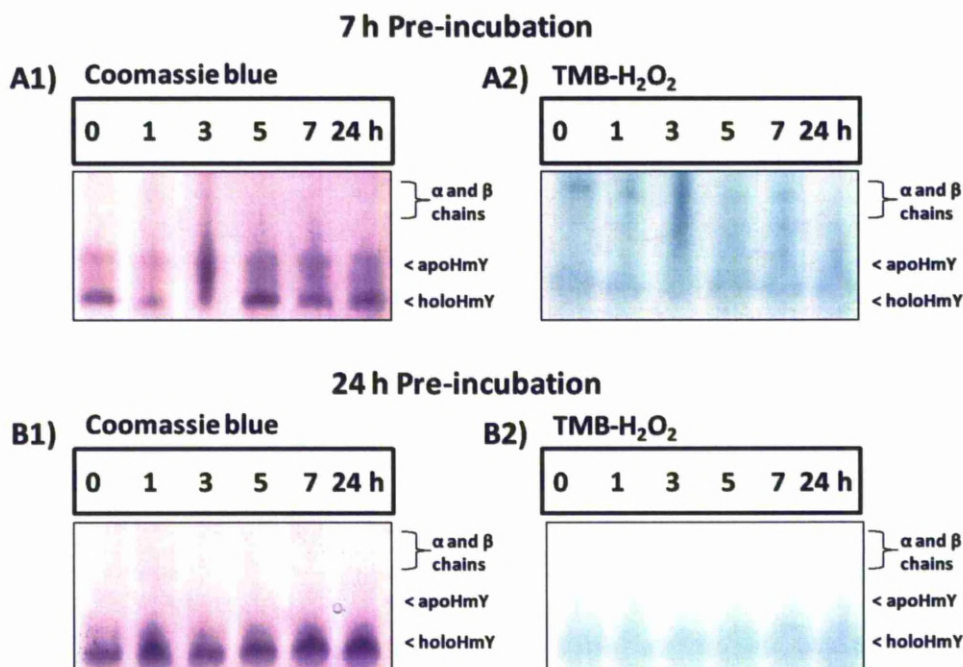 7 h Pre-incubation
A1) Coomassie blue
0 1 3 5 7 24 h
α and β
chains
< apoHmY
< holoHmY
A2) TMB-H₂O₂
0 1 3 5 7 24 h
α and β
chains
< apoHmY
< holoHmY
24 h Pre-incubation
B1) Coomassie blue
0 1 3 5 7 24 h
α and β
chains
< apoHmY
< holoHmY
B2) TMB-H₂O₂
0 1 3 5 7 24 h
α and β
chains
< apoHmY
< holoHmY